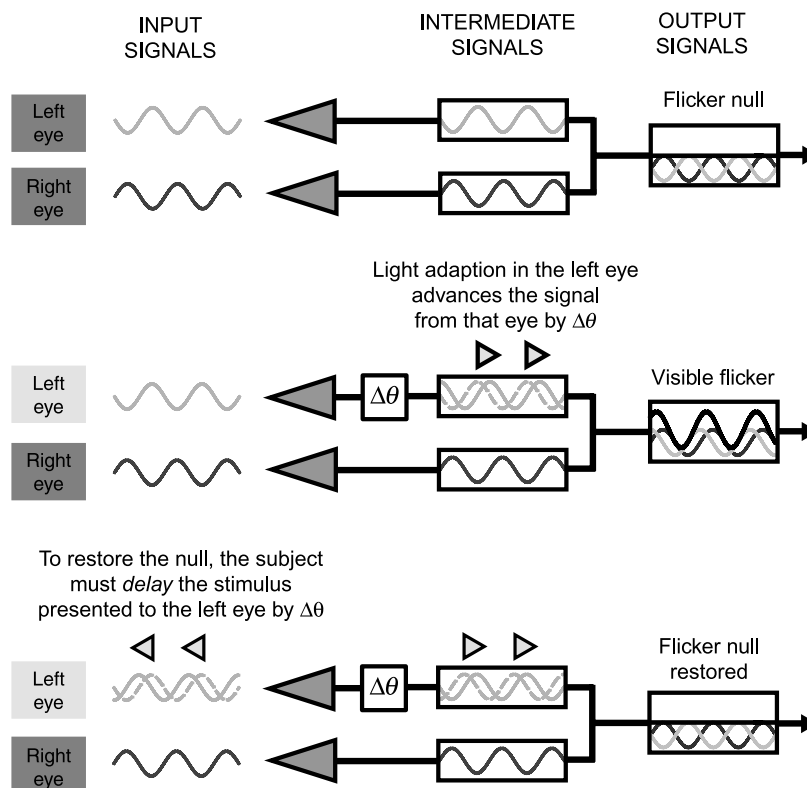 INPUT
SIGNALS
INTERMEDIATE
SIGNALS
OUTPUT
SIGNALS
Left
eye
Flicker null
Right
eye
Light adaption in the left eye
advances the signal
from that eye by Δθ
Left
eye
Δθ
Visible flicker
Right
eye
To restore the null, the subject
must delay the stimulus
presented to the left eye by Δθ
Left
eye
Δθ
Flicker null
restored
Right
eye